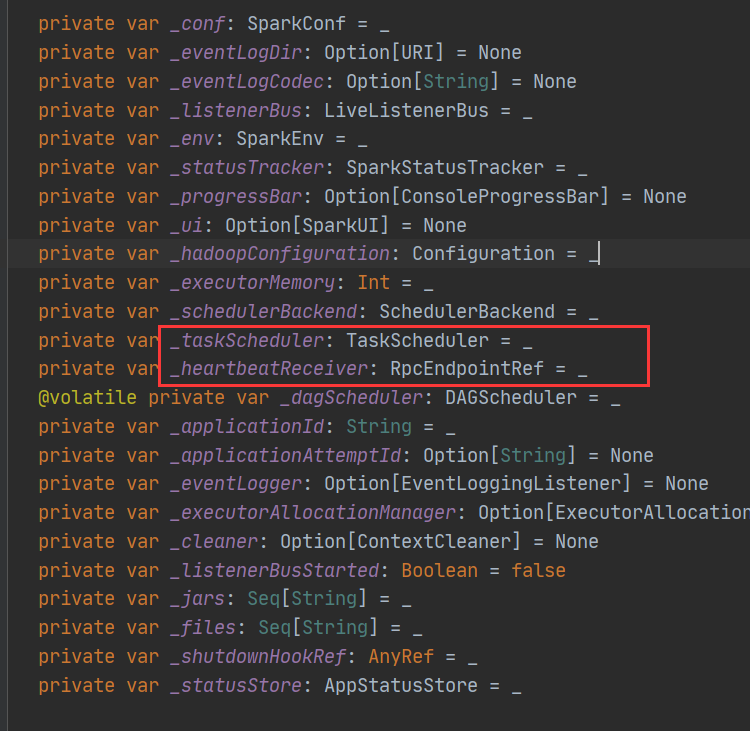 private var _conf: SparkConf = _
private var _eventLogDir: Option[URI] = None
private var _eventLogCodec: Option[String] = None
private var _listenerBus: LiveListenerBus = _
private var _env: SparkEnv = _
private var _statusTracker: SparkStatusTracker = _
private var _progressBar: Option[ConsoleProgressBar] = None
private var _ui: Option[SparkUI] = None
private var _hadoopConfiguration: Configuration = _
private var _executorMemory: Int = _
private var _schedulerBackend: SchedulerBackend = _
private var _taskScheduler: TaskScheduler = _
private var _heartbeatReceiver: RpcEndpointRef = _
@volatile private var _dagScheduler: DAGScheduler = _
private var _applicationId: String = _
private var _applicationAttemptId: Option[String] = None
private var _eventLogger: Option[EventLoggingListener] = None
private var _executorAllocationManager: Option[ExecutorAllocation
private var _cleaner: Option[ContextCleaner] = None
private var _listenerBusStarted: Boolean = false
private var _jars: Seq[String] = _
private var _files: Seq[String] = _
private var _shutdownHookRef: AnyRef = _
private var _statusStore: AppStatusStore = _